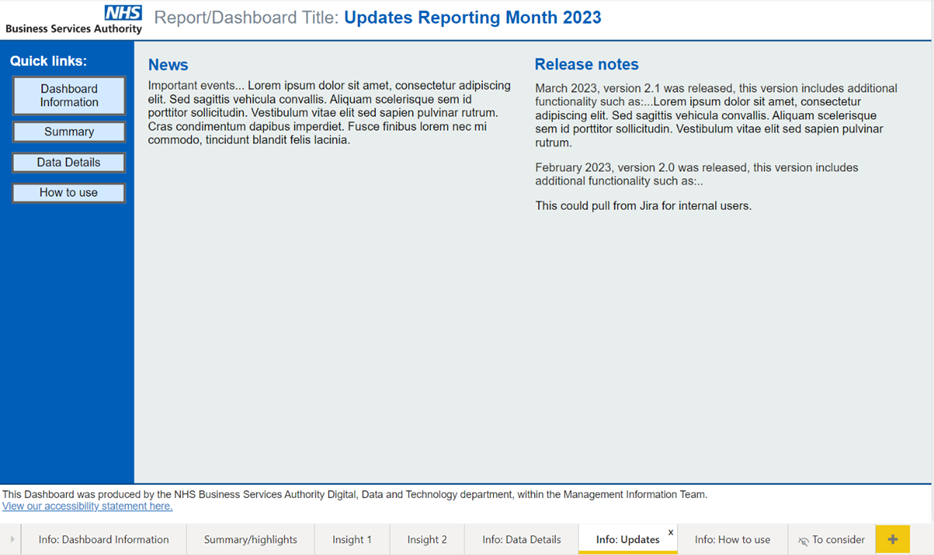 NHS
Business Services Authority
Report/Dashboard Title: Updates Reporting Month 2023
Quick links:
Dashboard
Information
Summary
Data Details
How to use
News
Important events... Lorem ipsum dolor sit amet, consectetur adipiscing
elit. Sed sagittis vehicula convallis. Aliquam scelerisque sem id
porttitor sollicitudin. Vestibulum vitae elit sed sapien pulvinar rutrum.
Cras condimentum dapibus imperdiet. Fusce finibus lorem nec mi
commodo, tincidunt blandit felis lacinia.
Release notes
March 2023, version 2.1 was released, this version includes additional
functionality such as:...Lorem ipsum dolor sit amet, consectetur
adipiscing elit. Sed sagittis vehicula convallis. Aliquam scelerisque
sem id porttitor sollicitudin. Vestibulum vitae elit sed sapien pulvinar
rutrum.
February 2023, version 2.0 was released, this version includes
additional functionality such as:..
This could pull from Jira for internal users.
This Dashboard was produced by the NHS Business Services Authority Digital, Data and Technology department, within the Management Information Team.
View our accessibility statement here.
Info: Dashboard Information
Summary/highlights
Insight 1
Insight 2
Info: Data Details
Info: Updates
x
Info: How to use
To consider
+